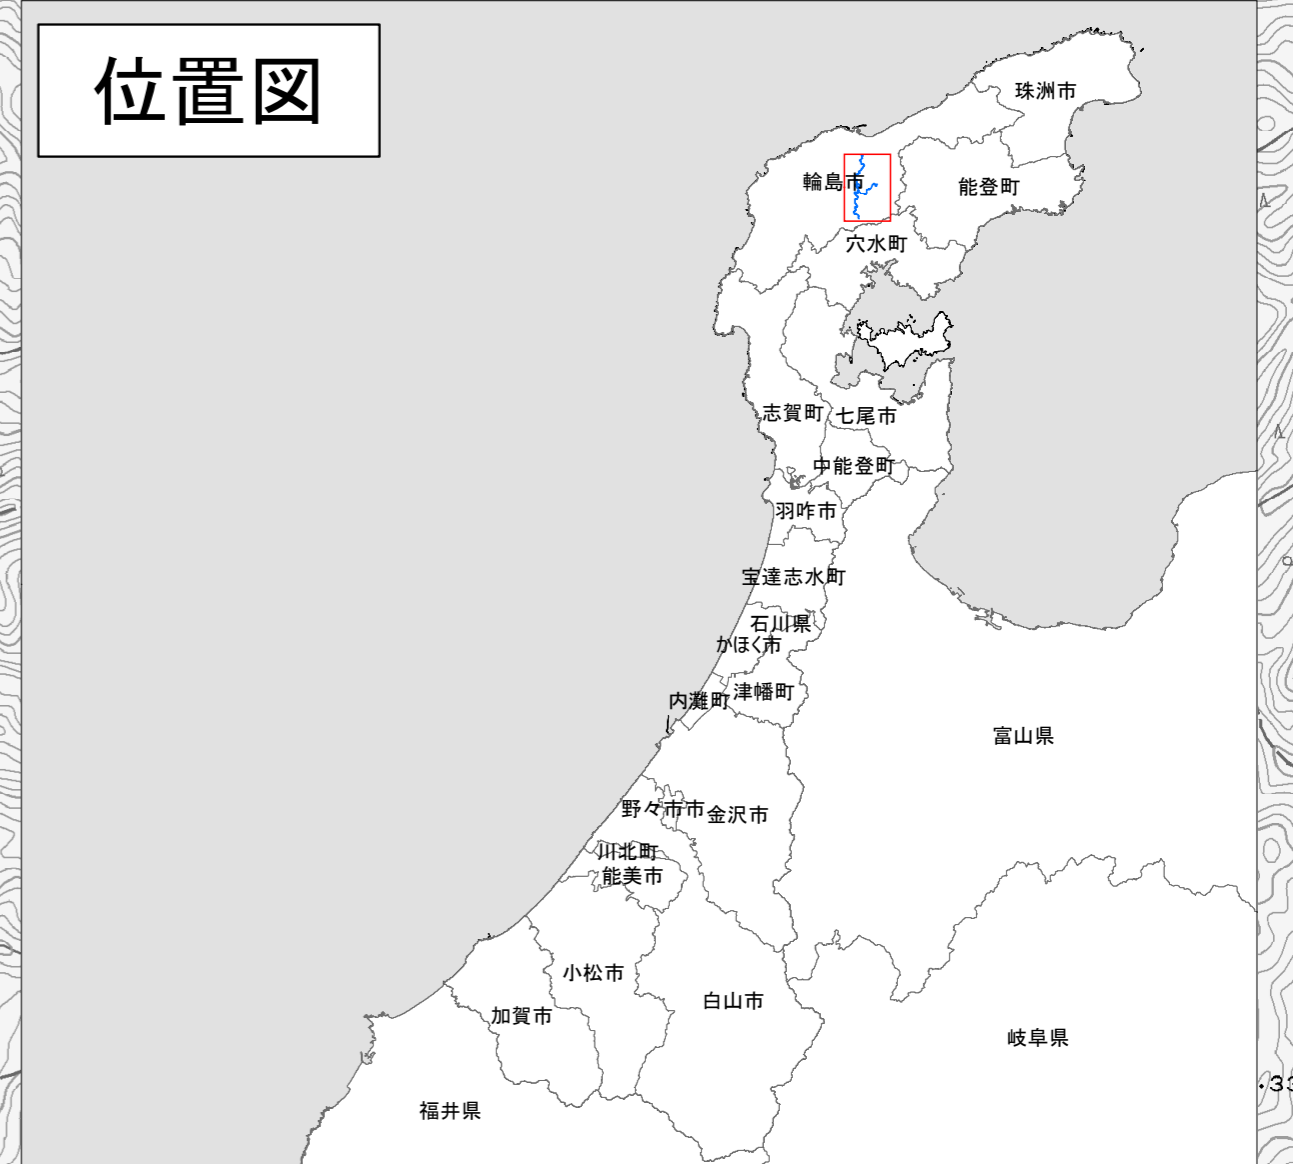 位置図
珠洲市
輪島市
能登町
穴水町
志賀町
七尾市
中能登町
羽咋市
宝達志水町
石川県
かほく市
津幡町
内灘町
富山県
野々市市
金沢市
川北町
能美市
小松市
白山市
加賀市
岐阜県
福井県